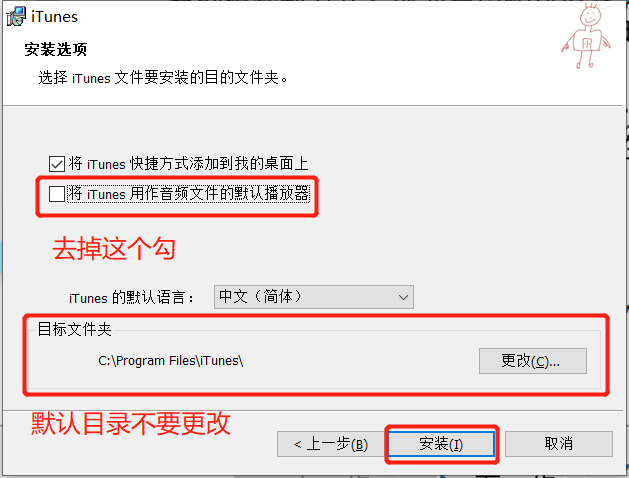 iTunes
安装选项
选择 iTunes 文件要安装的目的文件夹。
将 iTunes 快捷方式添加到我的桌面上
将 iTunes 用作音频文件的默认播放器
去掉这个勾
iTunes 的默认语言：
中文（简体）
目标文件夹
C:\Program Files\iTunes\
更改(C)...
默认目录不要更改
< 上一步(B)
安装(I)
取消